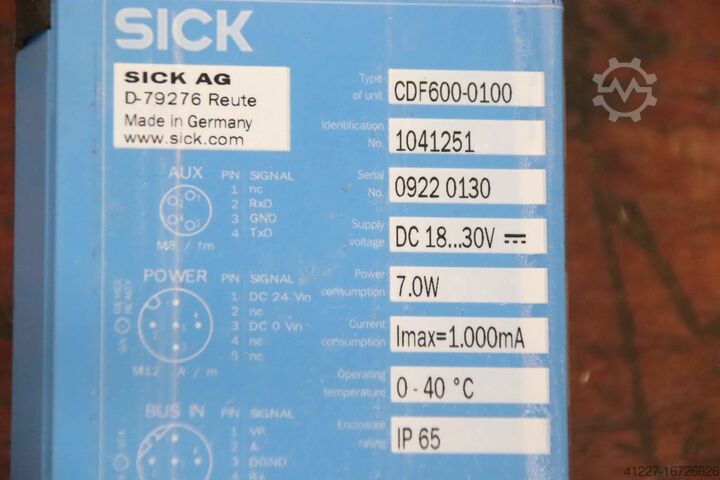 SICK
SICK AG
D-79276 Reute
Made in Germany
www.sick.com
Type of unit CDF600-0100
Identification No. 1041251
Serial No. 0922 0130
Supply voltage DC 18...30V
Power consumption 7.0W
Current consumption Imax=1.000mA
Operating temperature 0 - 40 °C
Enclosure rating IP 65
AUX PIN SIGNAL
1 nc
2 RxD
3 GND
4 TxD
M8 / fm
POWER PIN SIGNAL
1 DC 24 Vin
2 nc
3 DC 0 Vin
4 nc
5 nc
DEVICE READY
M12 A / m
BUS IN PIN SIGNAL
1 VP
2 A
3 DGND
41227-16726626